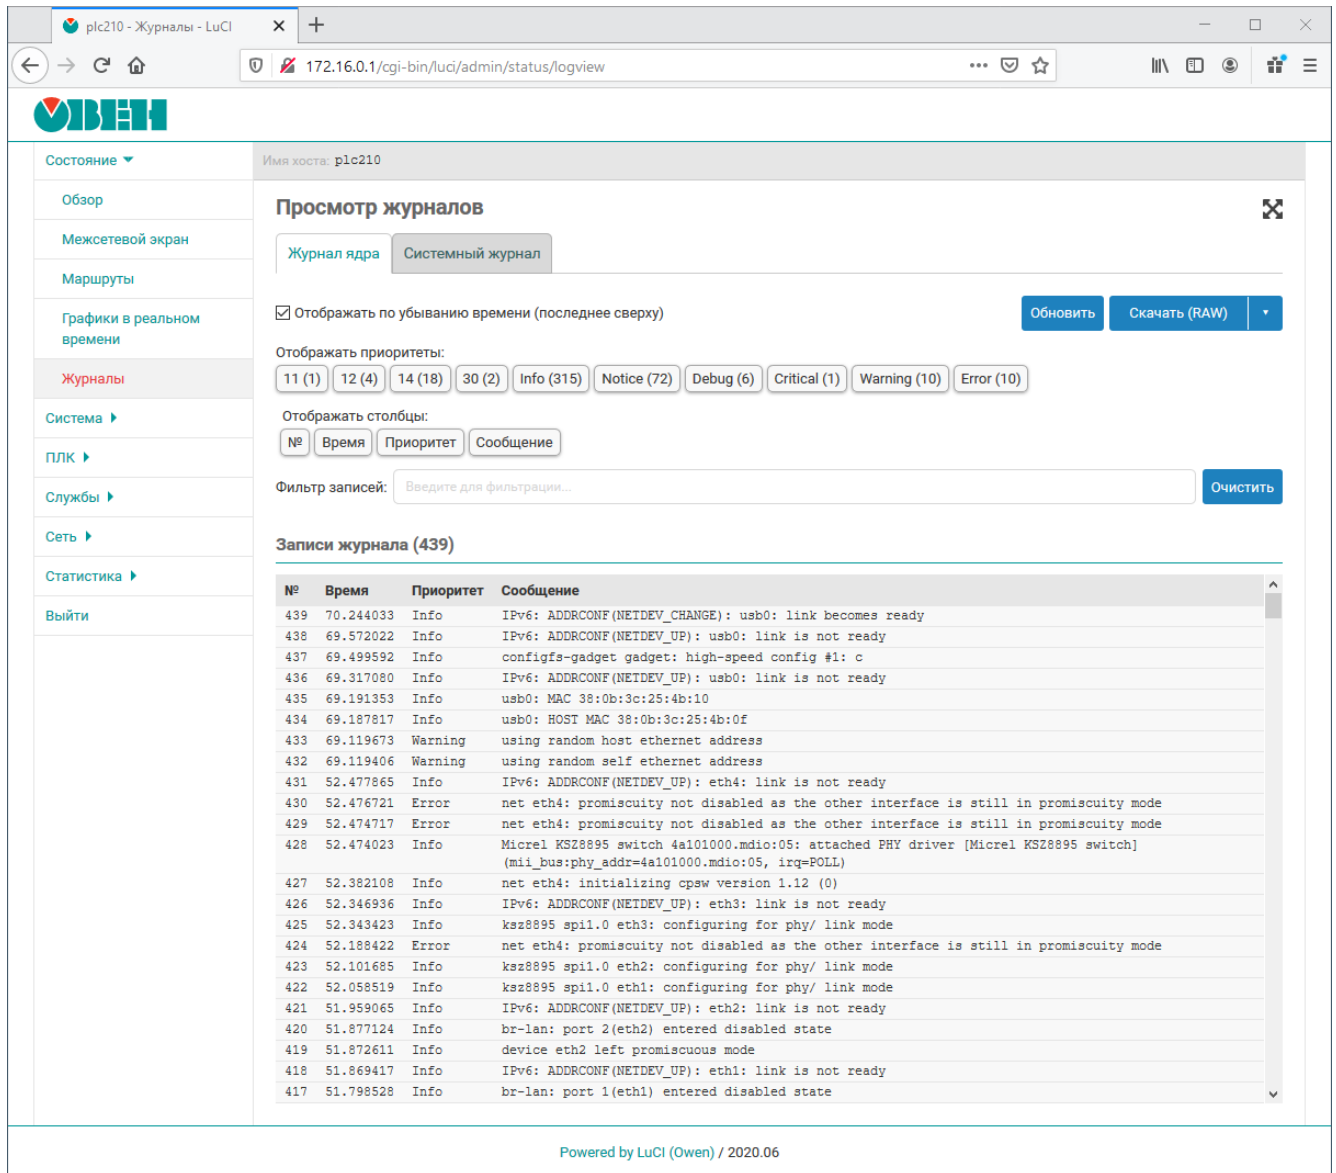 plc210 - Журналы - LuCI
172.16.0.1/cgi-bin/luci/admin/status/logview
ОВЕН
Состояние
Имя хоста: plc210
Обзор
Межсетевой экран
Маршруты
Графики в реальном
времени
Журналы
Система
ПЛК
Службы
Сеть
Статистика
Выйти
Просмотр журналов
Журнал ядра
Системный журнал
Отображать по убыванию времени (последнее сверху)
Обновить
Скачать (RAW)
Отображать приоритеты:
11 (1) 12 (4) 14 (18) 30 (2) Info (315) Notice (72) Debug (6) Critical (1) Warning (10) Error (10)
Отображать столбцы:
№ Время Приоритет Сообщение
Фильтр записей: Введите для фильтрации... Очистить
Записи журнала (439)
№ Время Приоритет Сообщение
439 70.244033 Info IPv6: ADDRCONF(NETDEV_CHANGE): usb0: link becomes ready
438 69.572022 Info IPv6: ADDRCONF(NETDEV_UP): usb0: link is not ready
437 69.499592 Info configfs-gadget gadget: high-speed config #1: c
436 69.317080 Info IPv6: ADDRCONF(NETDEV_UP): usb0: link is not ready
435 69.191353 Info usb0: MAC 38:0b:3c:25:4b:10
434 69.187817 Info usb0: HOST MAC 38:0b:3c:25:4b:0f
433 69.119673 Warning using random host ethernet address
432 69.119406 Warning using random self ethernet address
431 52.477865 Info IPv6: ADDRCONF(NETDEV_UP): eth4: link is not ready
430 52.476721 Error net eth4: promiscuity not disabled as the other interface is still in promiscuity mode
429 52.474717 Error net eth4: promiscuity not disabled as the other interface is still in promiscuity mode
428 52.474023 Info Micrel KSZ8895 switch 4a101000.mdio:05: attached PHY driver [Micrel KSZ8895 switch]
(mii_bus:phy_addr=4a101000.mdio:05, irq=POLL)
427 52.382108 Info net eth4: initializing cpsw version 1.12 (0)
426 52.346936 Info IPv6: ADDRCONF(NETDEV_UP): eth3: link is not ready
425 52.343423 Info ksz8895 spi1.0 eth3: configuring for phy/ link mode
424 52.188422 Error net eth4: promiscuity not disabled as the other interface is still in promiscuity mode
423 52.101685 Info ksz8895 spi1.0 eth2: configuring for phy/ link mode
422 52.058519 Info ksz8895 spi1.0 eth1: configuring for phy/ link mode
421 51.959065 Info IPv6: ADDRCONF(NETDEV_UP): eth2: link is not ready
420 51.877124 Info br-lan: port 2(eth2) entered disabled state
419 51.872611 Info device eth2 left promiscuous mode
418 51.869417 Info IPv6: ADDRCONF(NETDEV_UP): eth1: link is not ready
417 51.798528 Info br-lan: port 1(eth1) entered disabled state
Powered by LuCI (Owen) / 2020.06